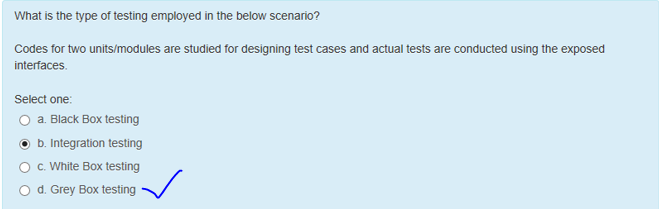 What is the type of testing employed in the below scenario?
Codes for two units/modules are studied for designing test cases and actual tests are conducted using the exposed
interfaces.
Select one:
a. Black Box testing
b. Integration testing
c. White Box testing
d. Grey Box testing